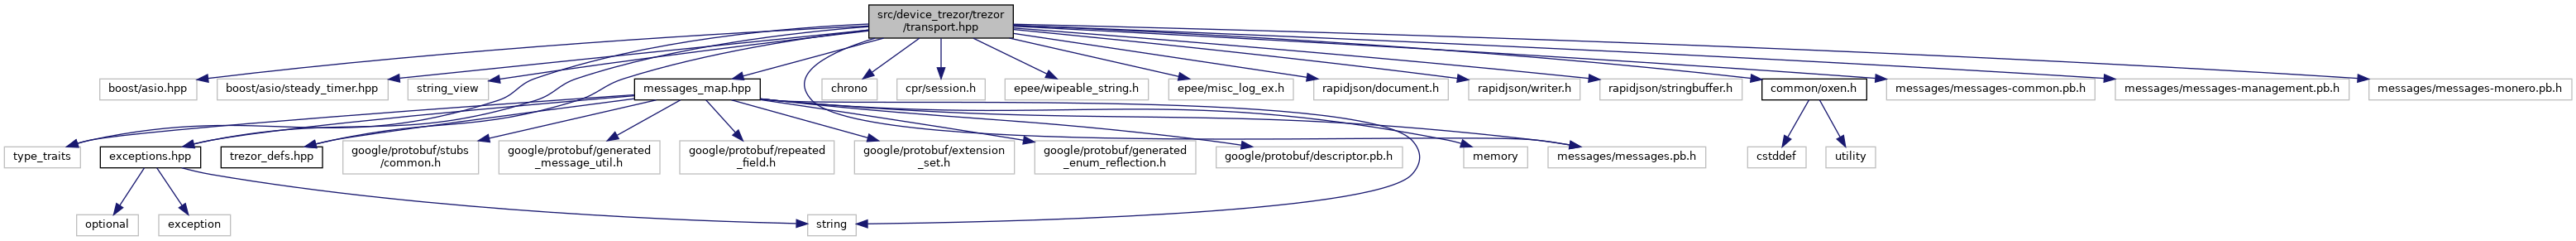 src/device_trezor/trezor
/transport.hpp
boost/asio.hpp
boost/asio/steady_timer.hpp
string_view
messages_map.hpp
chrono
cpr/session.h
epee/wipeable_string.h
epee/misc_log_ex.h
rapidjson/document.h
rapidjson/writer.h
rapidjson/stringbuffer.h
common/oxen.h
messages/messages-common.pb.h
messages/messages-management.pb.h
messages/messages-monero.pb.h
type_traits
exceptions.hpp
trezor_defs.hpp
google/protobuf/stubs
/common.h
google/protobuf/generated
_message_util.h
google/protobuf/repeated
_field.h
google/protobuf/extension
_set.h
google/protobuf/generated
_enum_reflection.h
google/protobuf/descriptor.pb.h
memory
messages/messages.pb.h
cstddef
utility
optional
exception
string